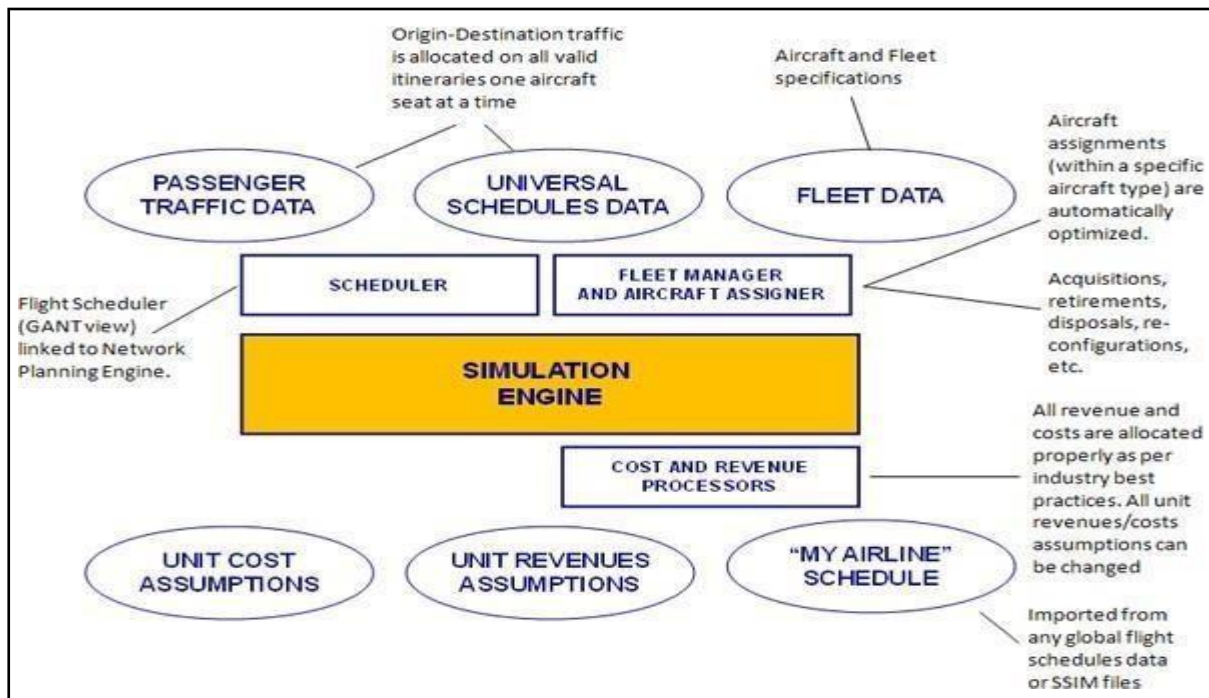 Origin-Destination traffic
is allocated on all valid
itineraries one aircraft
seat at a time
Aircraft and Fleet
specifications
Aircraft
assignments
(within a specific
aircraft type) are
automatically
optimized.
PASSENGER
TRAFFIC DATA
UNIVERSAL
SCHEDULES DATA
FLEET DATA
SCHEDULER
FLEET MANAGER
AND AIRCRAFT ASSIGNER
Flight Scheduler
(GANT view)
linked to Network
Planning Engine.
Acquisitions,
retirements,
disposals, re-
configurations,
etc.
SIMULATION
ENGINE
COST AND REVENUE
PROCESSORS
All revenue and
costs are allocated
properly as per
industry best
practices. All unit
revenues/costs
assumptions can
be changed
UNIT COST
ASSUMPTIONS
UNIT REVENUES
ASSUMPTIONS
“MY AIRLINE”
SCHEDULE
Imported from
any global flight
schedules data
or SSIM files